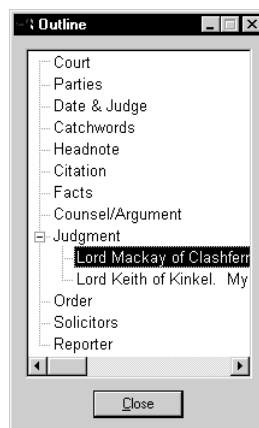 Outline
Court
Parties
Date & Judge
Catchwords
Headnote
Citation
Facts
Counsel/Argument
Judgment
Lord Mackay of Clashfern
Lord Keith of Kinkel. My
Order
Solicitors
Reporter
Close